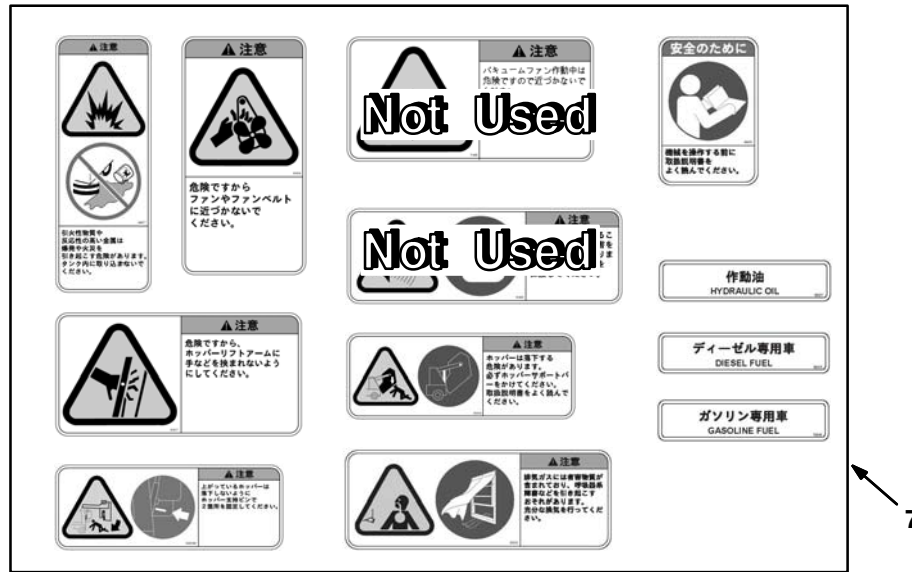 注意
引火性物質や
反応性の高い金属は
爆発や火災を
引き起こす危険があります。
タンク内に取り込まないで
ください。
注意
危険ですから
ファンやファンベルト
に近づかないで
ください。
注意
バキュームファン作動中は
危険ですので近づかないで
Not Used
注意
Not Used
安全のために
機械を操作する前に
取扱説明書を
よく読んでください。
作動油
HYDRAULIC OIL
ディーゼル専用車
DIESEL FUEL
ガソリン専用車
GASOLINE FUEL
注意
危険ですから、
ホッパーリフトアームに
手などを挟まれないよう
にしてください。
注意
ホッパーは落下する
危険があります。
必ずホッパーサポートバ
ーをかけてください。
取扱説明書をよく読んで
ください。
注意
上がっているホッパーは
落下しないように
ホッパー支持ピンで
2箇所を固定してください。
注意
排気ガスには有害物質が
含まれており、呼吸器系
障害などを引き起こす
おそれがあります。
充分な換気を行ってくだ
さい。
7